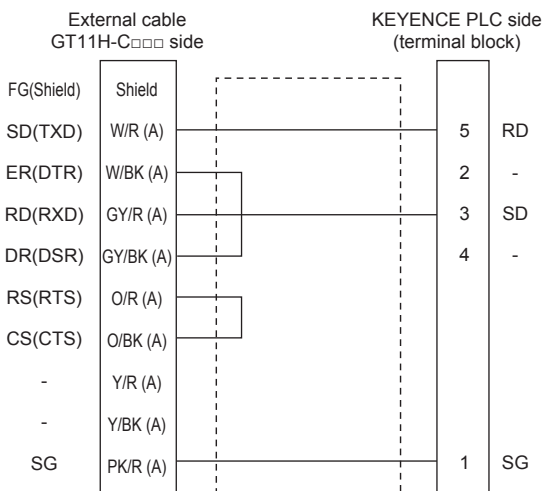 External cable
GT11H-C□□□ side
KEYENCE PLC side
(terminal block)
FG(Shield) Shield
SD(TXD) W/R (A) 5 RD
ER(DTR) W/BK (A) 2 -
RD(RXD) GY/R (A) 3 SD
DR(DSR) GY/BK (A) 4 -
RS(RTS) O/R (A)
CS(CTS) O/BK (A)
- Y/R (A)
- Y/BK (A)
SG PK/R (A) 1 SG